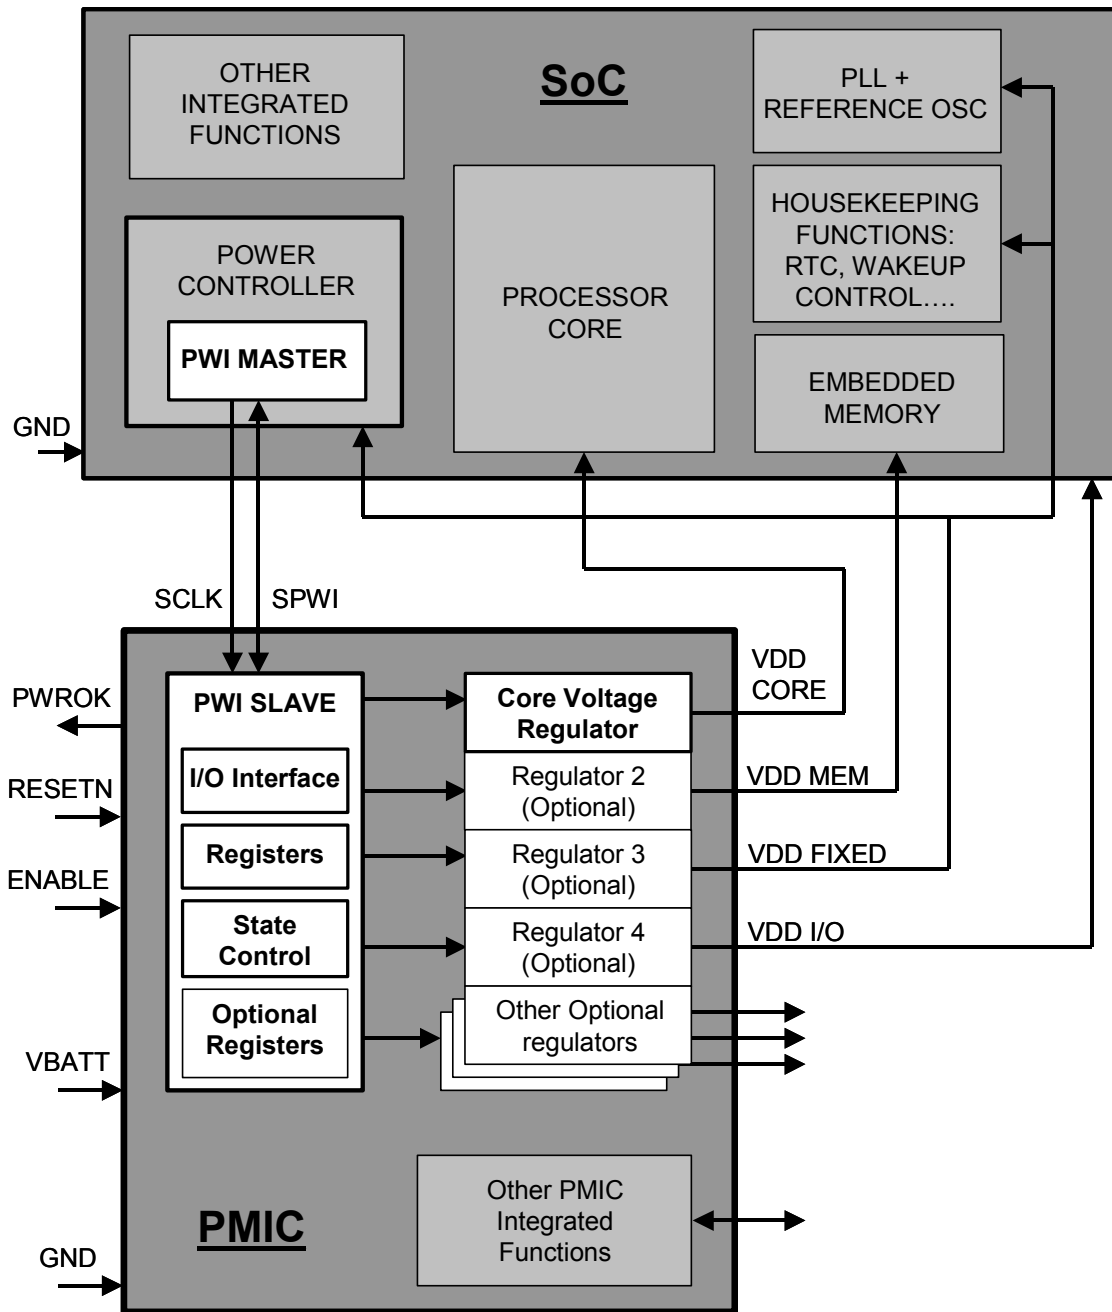 SoC
OTHER
INTEGRATED
FUNCTIONS
PLL +
REFERENCE OSC
HOUSEKEEPING
FUNCTIONS:
RTC, WAKEUP
CONTROL....
POWER
CONTROLLER
PWI MASTER
PROCESSOR
CORE
EMBEDDED
MEMORY
GND
SCLK
SPWI
VDD
CORE
PWROK
RESETN
ENABLE
VBATT
GND
PWI SLAVE
I/O Interface
Registers
State
Control
Optional
Registers
Core Voltage
Regulator
Regulator 2
(Optional)
Regulator 3
(Optional)
Regulator 4
(Optional)
Other Optional
regulators
VDD MEM
VDD FIXED
VDD I/O
PMIC
Other PMIC
Integrated
Functions